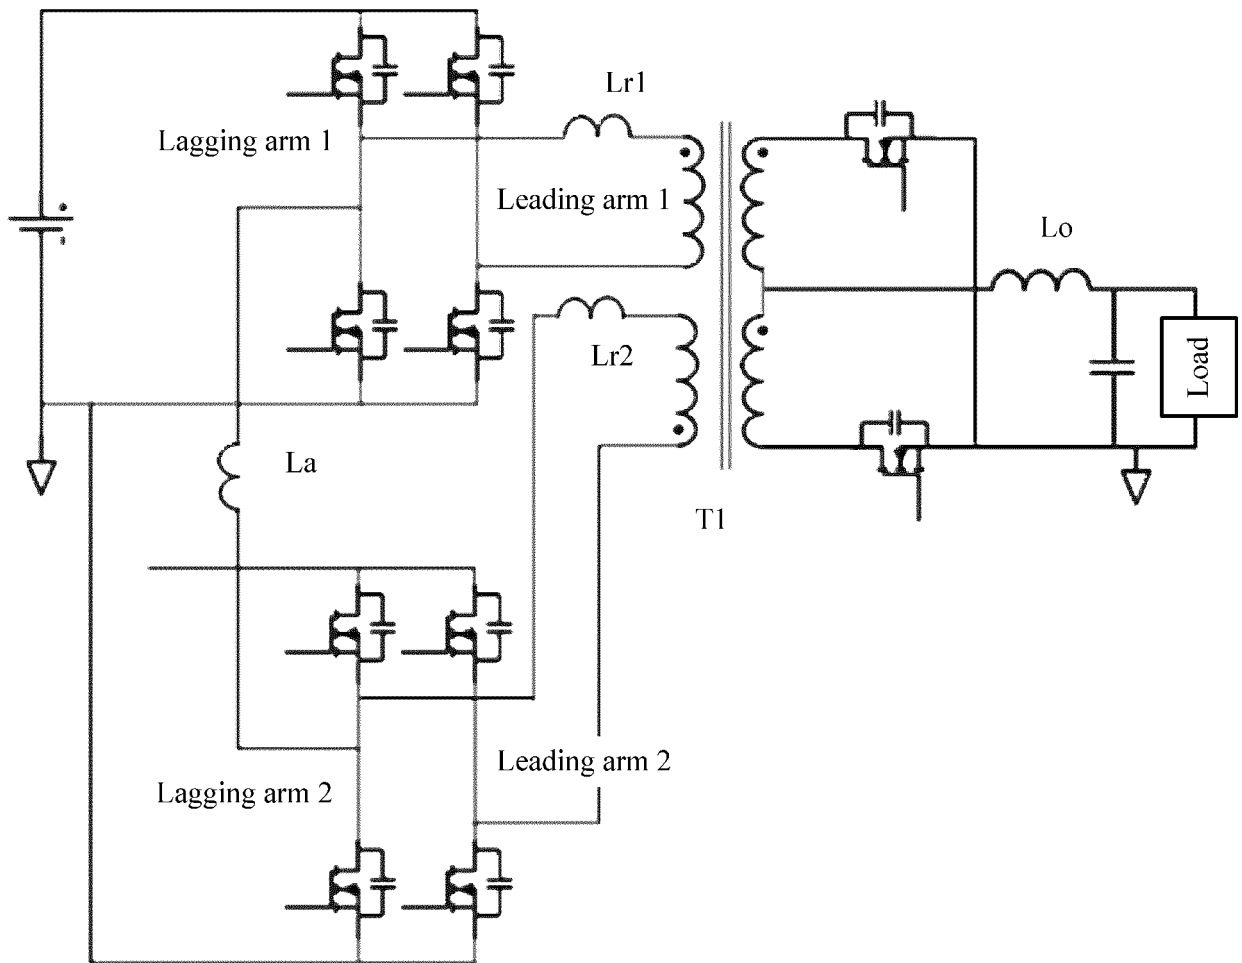 Lr1
Lagging arm 1
Leading arm 1
Lo
Lr2
Load
La
T1
Leading arm 2
Lagging arm 2